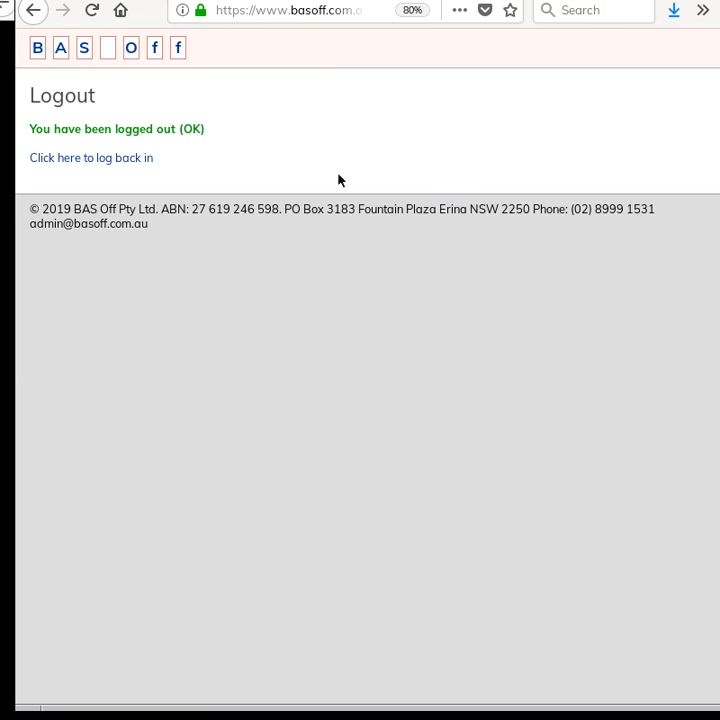 https://www.basoff.com.a
80%
Search
B A S O f f
Logout
You have been logged out (OK)
Click here to log back in
© 2019 BAS Off Pty Ltd. ABN: 27 619 246 598. PO Box 3183 Fountain Plaza Erina NSW 2250 Phone: (02) 8999 1531
admin@basoff.com.au